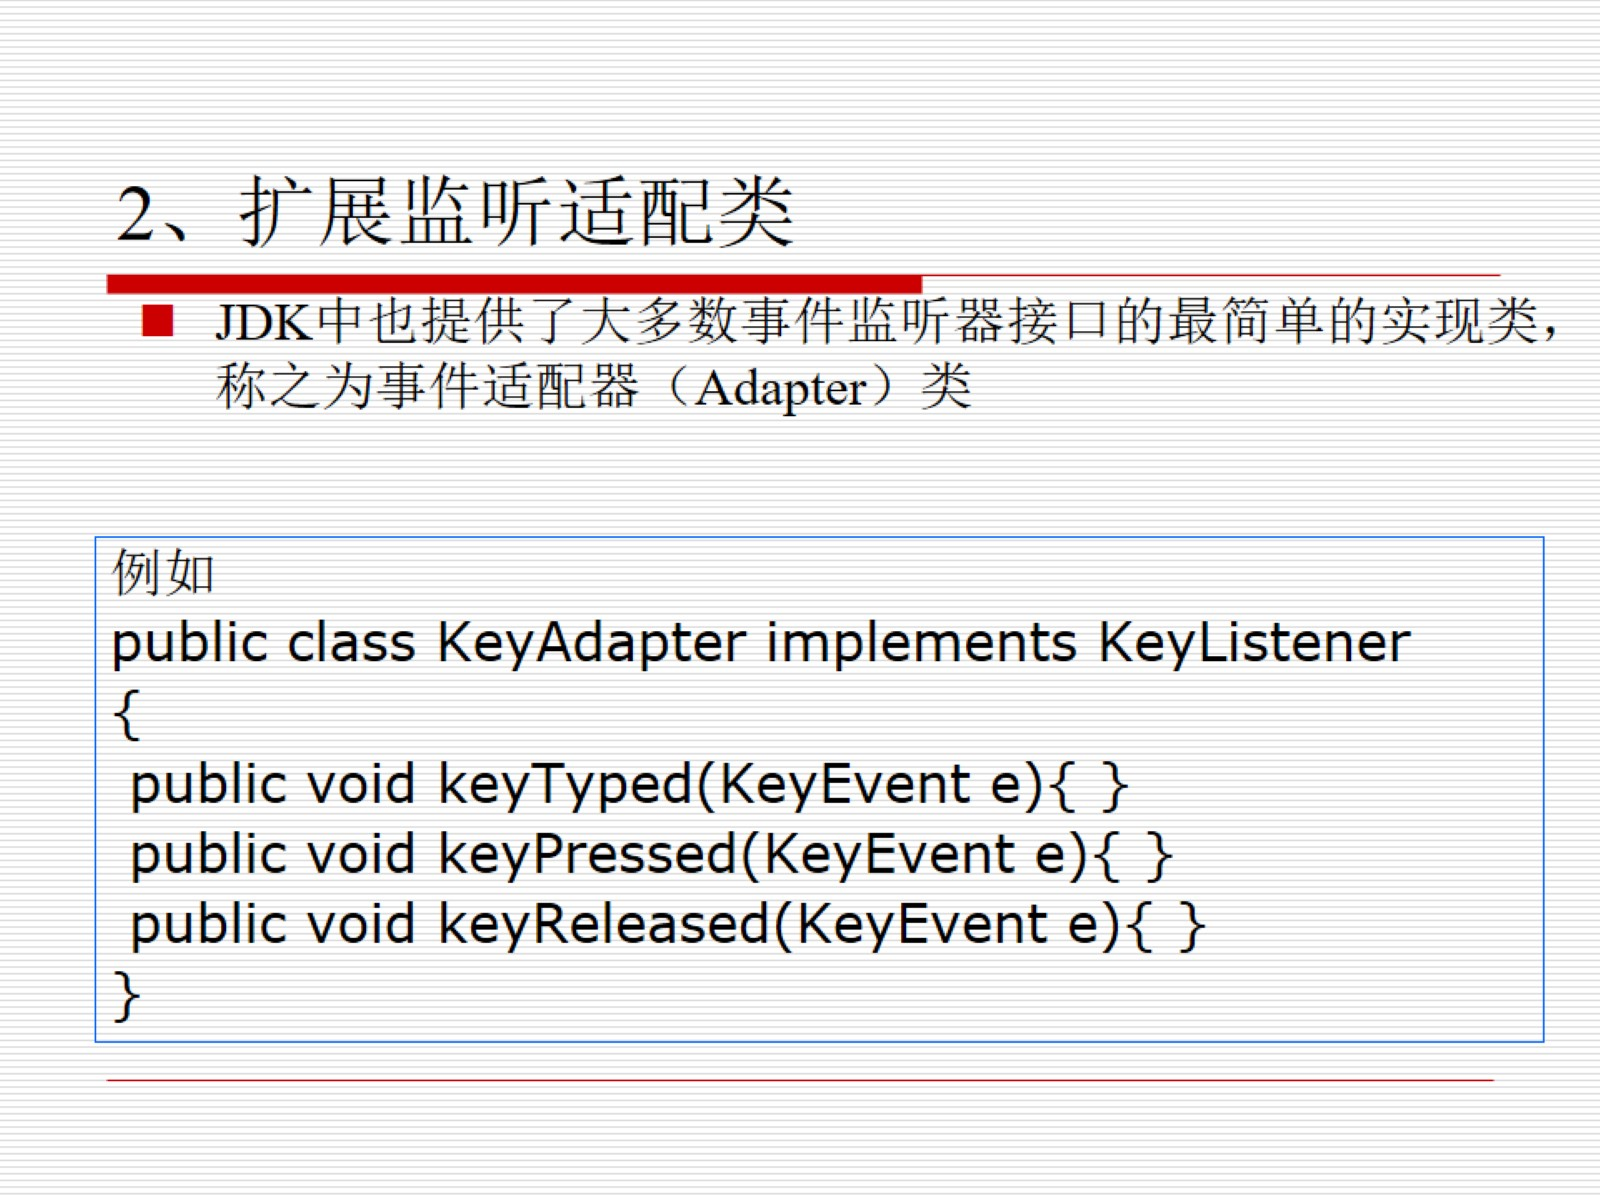 2、扩展监听适配类
JDK中也提供了大多数事件监听器接口的最简单的实现类，
称之为事件适配器（Adapter）类
例如
public class KeyAdapter implements KeyListener
{
public void keyTyped(KeyEvent e){ }
public void keyPressed(KeyEvent e){ }
public void keyReleased(KeyEvent e){ }
}